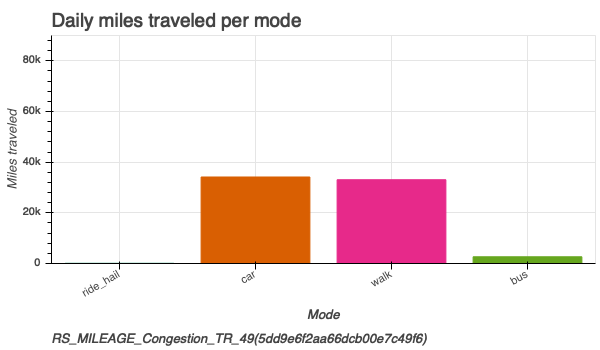 Daily miles traveled per mode
Miles traveled
80k
60k
40k
20k
0
ride_hail
car
walk
bus
Mode
RS_MILEAGE_Congestion_TR_49(5dd9e6f2aa66dcb00e7c49f6)